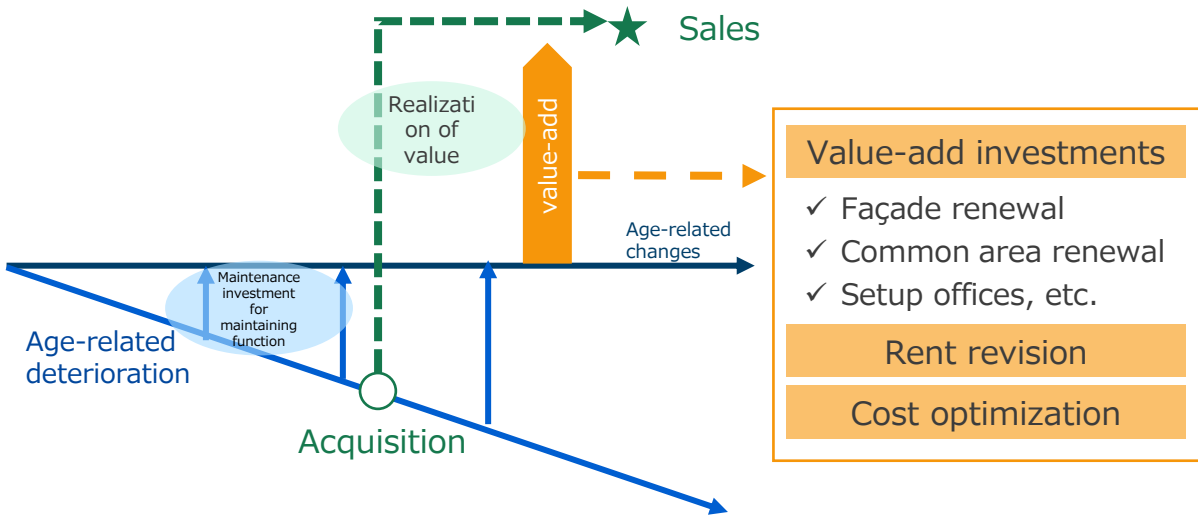 Sales
Realizati
on of
value
value-add
Value-add investments
✓ Façade renewal
✓ Common area renewal
✓ Setup offices, etc.
Rent revision
Cost optimization
Age-related
changes
Maintenance
investment
for
maintaining
function
Age-related
deterioration
Acquisition